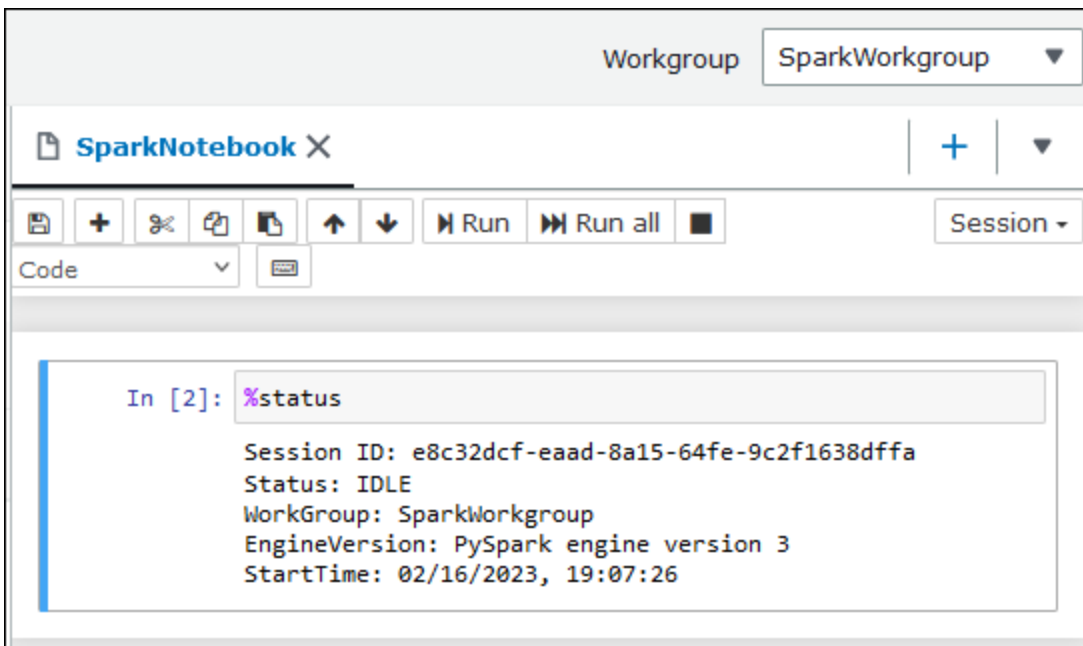 Workgroup SparkWorkgroup
SparkNotebook
Run Run all Session
Code
In [2]: %status
Session ID: e8c32dcf-eaad-8a15-64fe-9c2f1638dffa
Status: IDLE
WorkGroup: SparkWorkgroup
EngineVersion: PySpark engine version 3
StartTime: 02/16/2023, 19:07:26